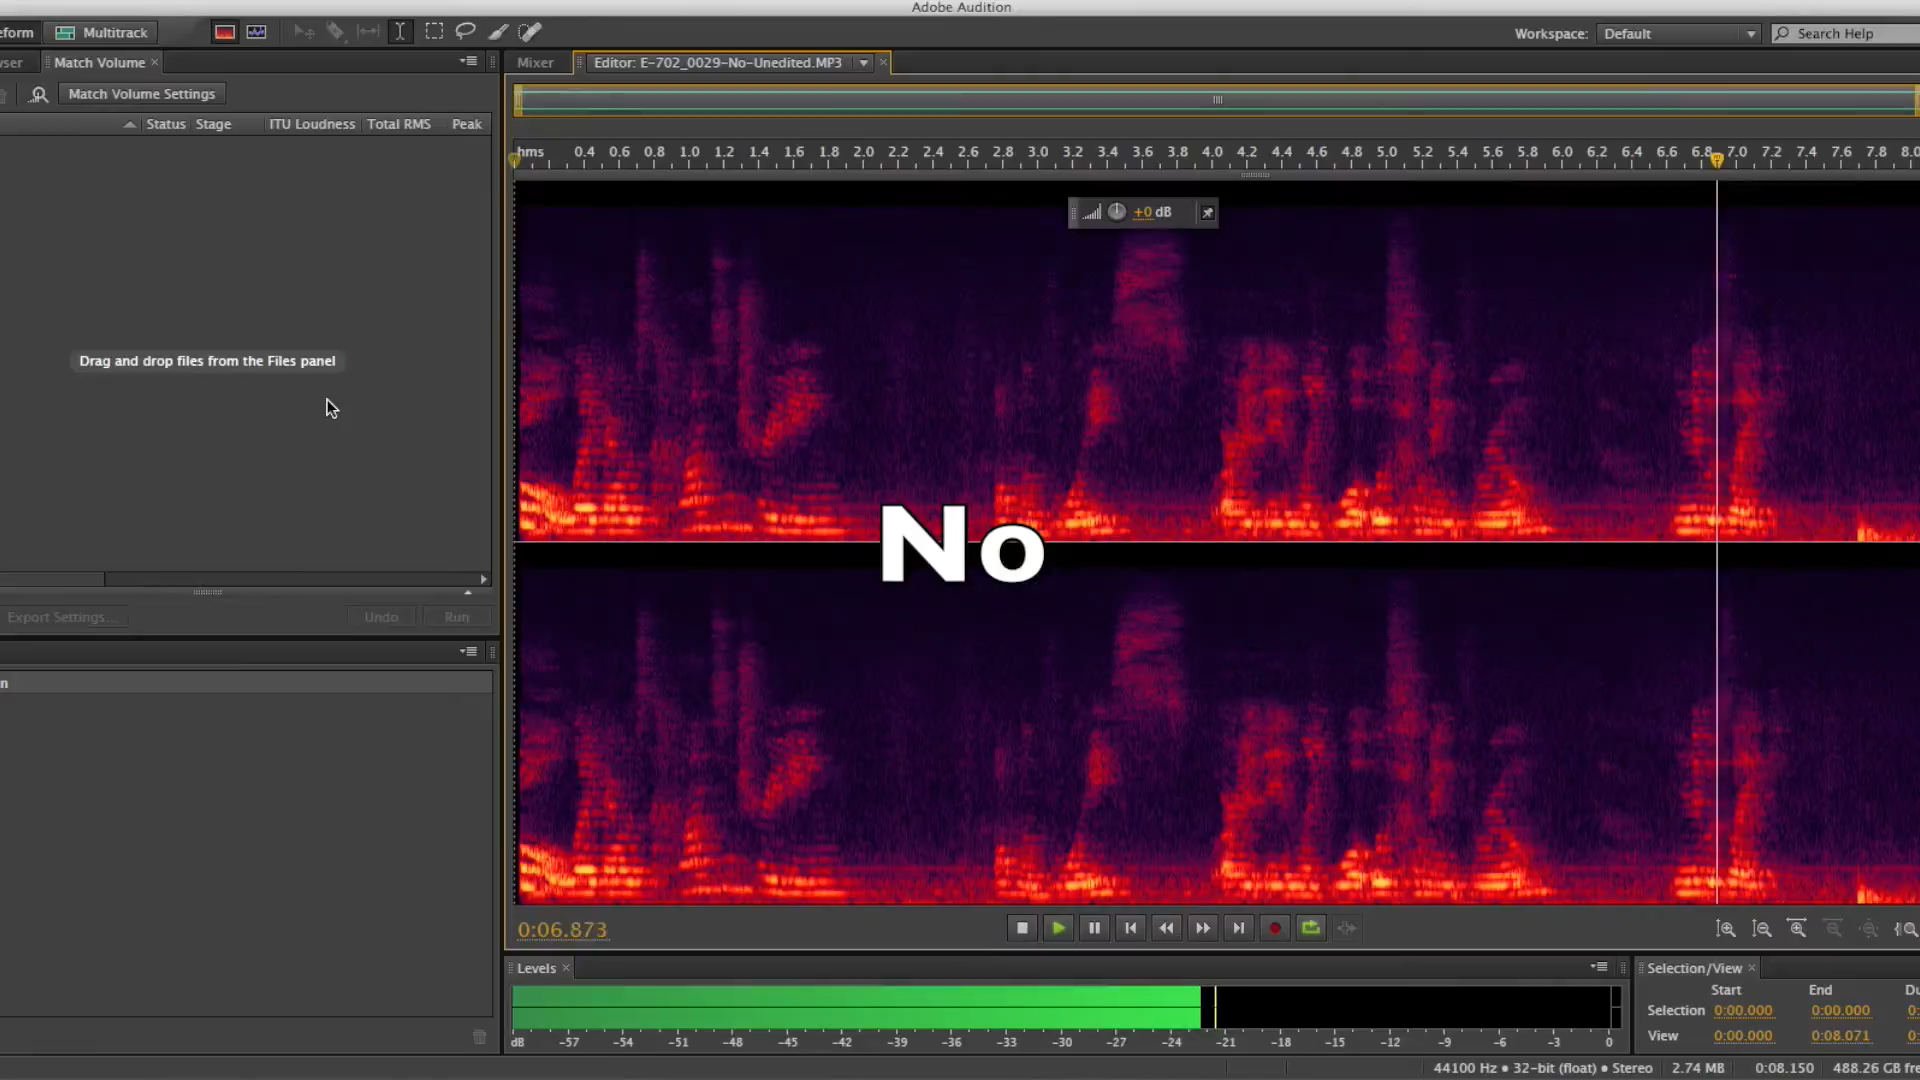 Adobe Audition
eform Multitrack Workspace: Default Search Help
ser Match Volume × Mixer Editor: E-702_0029-No-Unedited.MP3 ×
Match Volume Settings
Status Stage ITU Loudness Total RMS Peak
hms 0.4 0.6 0.8 1.0 1.2 1.4 1.6 1.8 2.0 2.2 2.4 2.6 2.8 3.0 3.2 3.4 3.6 3.8 4.0 4.2 4.4 4.6 4.8 5.0 5.2 5.4 5.6 5.8 6.0 6.2 6.4 6.6 6.8 7.0 7.2 7.4 7.6 7.8 8.0
+0 dB
Drag and drop files from the Files panel
No
Export Settings... Undo Run
n
0:06.873
Levels × Selection/View ×
Start End Du
Selection 0:00.000 0:00.000 0:
View 0:00.000 0:08.071 0:
dB -57 -54 -51 -48 -45 -42 -39 -36 -33 -30 -27 -24 -21 -18 -15 -12 -9 -6 -3 0
44100 Hz • 32-bit (float) • Stereo 2.74 MB 0:08.150 488.26 GB fre